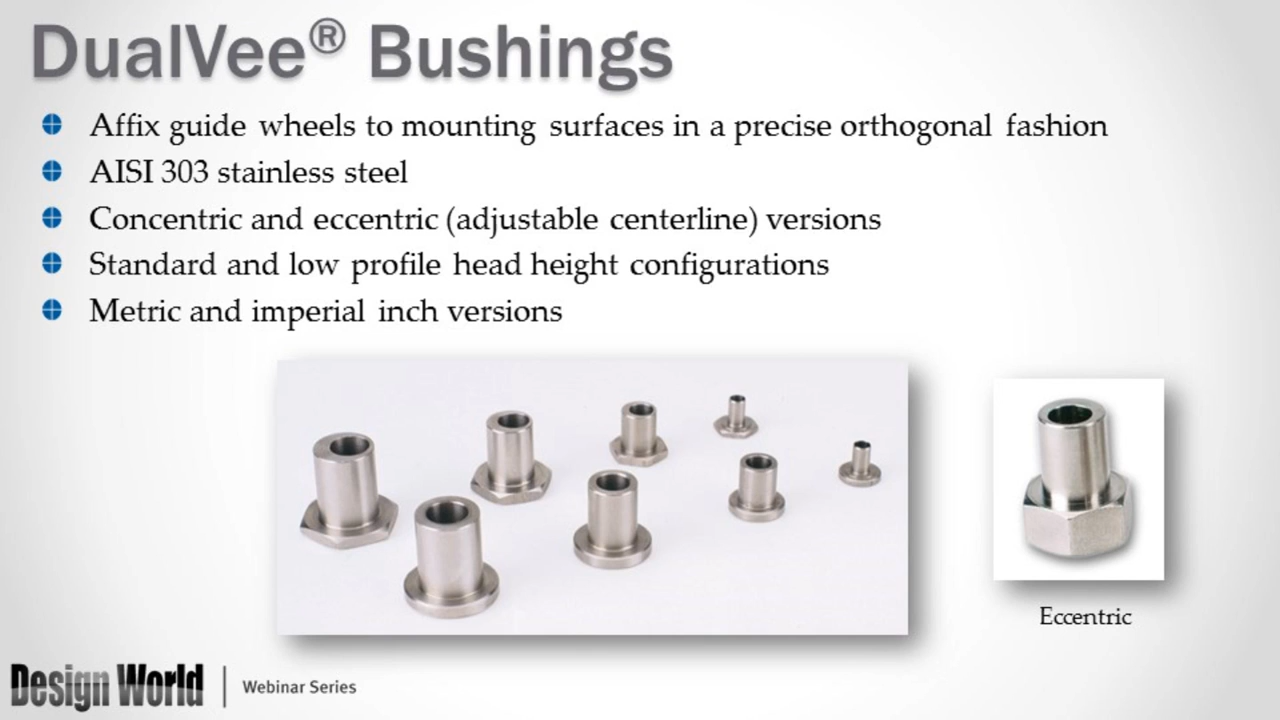 DualVee® Bushings
Affix guide wheels to mounting surfaces in a precise orthogonal fashion
AISI 303 stainless steel
Concentric and eccentric (adjustable centerline) versions
Standard and low profile head height configurations
Metric and imperial inch versions
Eccentric
Design World | Webinar Series